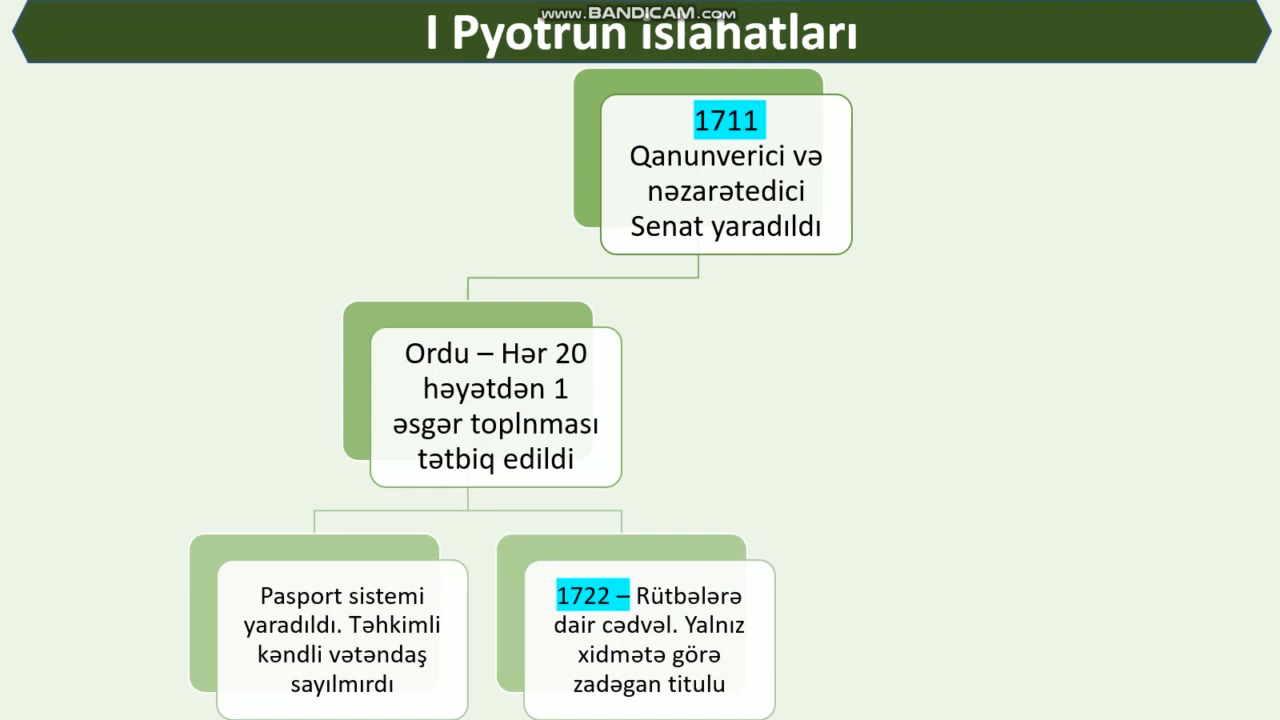 www.BANDICAM.com
I Pyotrun islahatları
1711
Qanunverici və
nəzarətedici
Senat yaradıldı
Ordu – Hər 20
həyətdən 1
əsgər toplnması
tətbiq edildi
Pasport sistemi
yaradıldı. Təhkimli
kəndli vətəndaş
sayılmırdı
1722 – Rütbələrə
dair cədvəl. Yalnız
xidmətə görə
zadəgan titulu